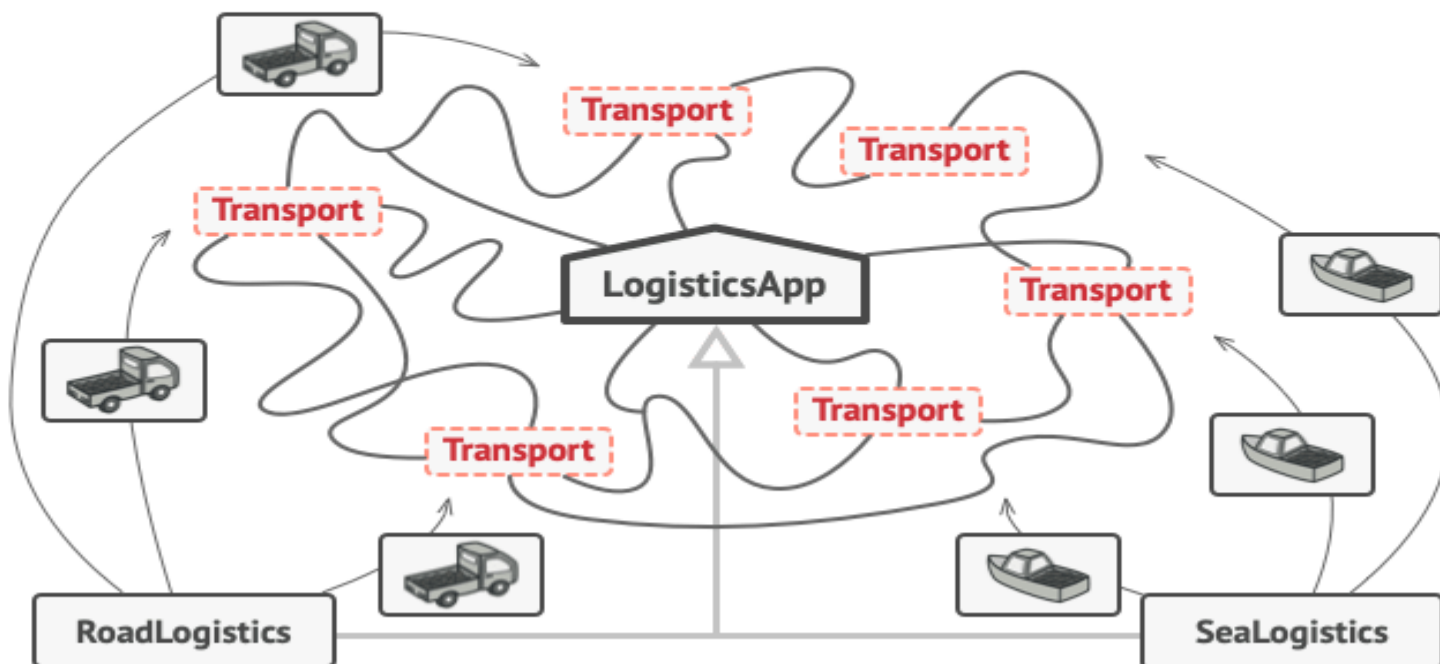 Transport
Transport
Transport
LogisticsApp
Transport
Transport
Transport
RoadLogistics
SeaLogistics